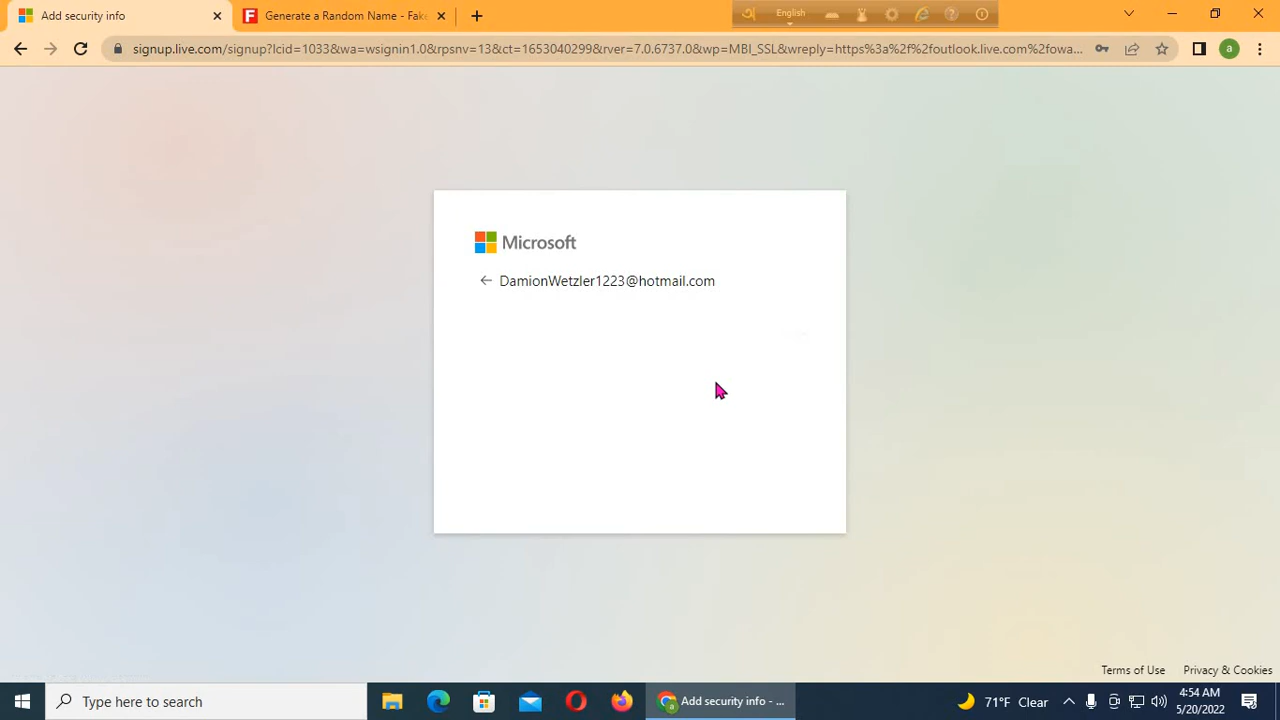 Add security info
Generate a Random Name - Fak
English
signup.live.com/signup?lcid=1033&wa=wsignin1.0&rpsnv=13&ct=1653040299&rver=7.0.6737.0&wp=MBI_SSL&wreply=https%3a%2f%2foutlook.live.com%2fowa...
a
Microsoft
DamionWetzler1223@hotmail.com
Terms of Use
Privacy & Cookies
Type here to search
Add security info - ...
71°F Clear
4:54 AM
5/20/2022